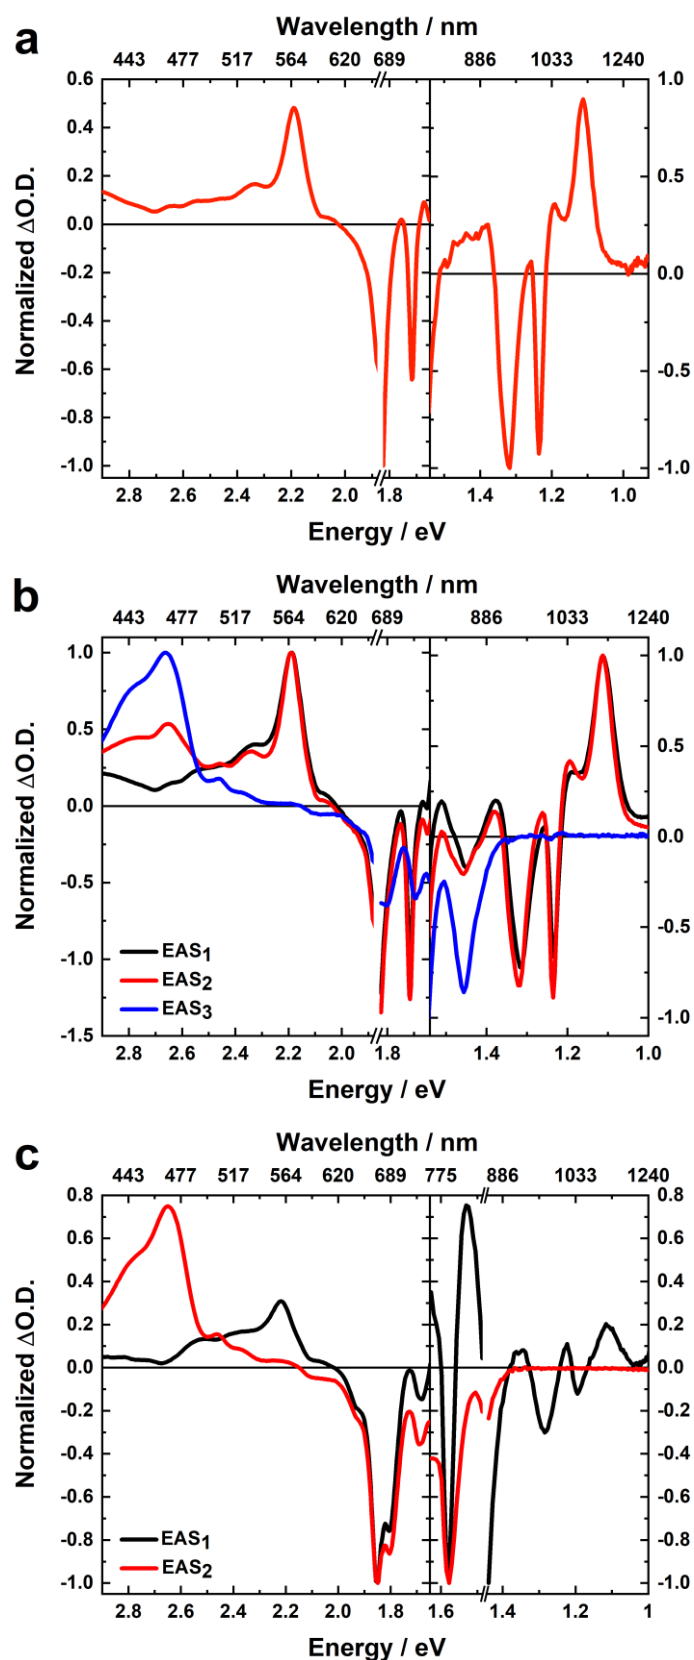 a
Wavelength / nm
443 477 517 564 620 689 886 1033 1240
0.6
0.4
0.2
0.0
-0.2
-0.4
-0.6
-0.8
-1.0
Normalized ΔO.D.
1.0
0.5
0.0
-0.5
-1.0
2.8 2.6 2.4 2.2 2.0 1.8 1.4 1.2 1.0
Energy / eV
b
Wavelength / nm
443 477 517 564 620 689 886 1033 1240
1.0
0.5
0.0
-0.5
-1.0
-1.5
Normalized ΔO.D.
EAS1
EAS2
EAS3
1.0
0.5
0.0
-0.5
-1.0
2.8 2.6 2.4 2.2 2.0 1.8 1.4 1.2 1.0
Energy / eV
c
Wavelength / nm
443 477 517 564 620 689 775 886 1033 1240
0.8
0.6
0.4
0.2
0.0
-0.2
-0.4
-0.6
-0.8
-1.0
Normalized ΔO.D.
EAS1
EAS2
0.8
0.6
0.4
0.2
0.0
-0.2
-0.4
-0.6
-0.8
-1.0
2.8 2.6 2.4 2.2 2.0 1.8 1.6 1.4 1.2 1
Energy / eV